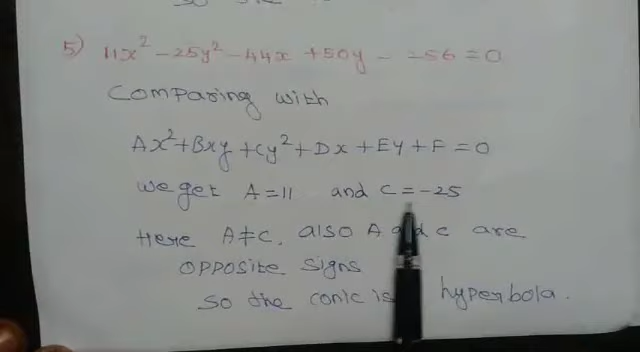 5) 11x² - 25y² - 44x + 50y - - 56 = 0
Comparing with
Ax² + Bxy + Cy² + Dx + Ey + F = 0
we get A = 11 and C = -25
Here A ≠ C. also A and C are
opposite signs
so the conic is hyperbola.